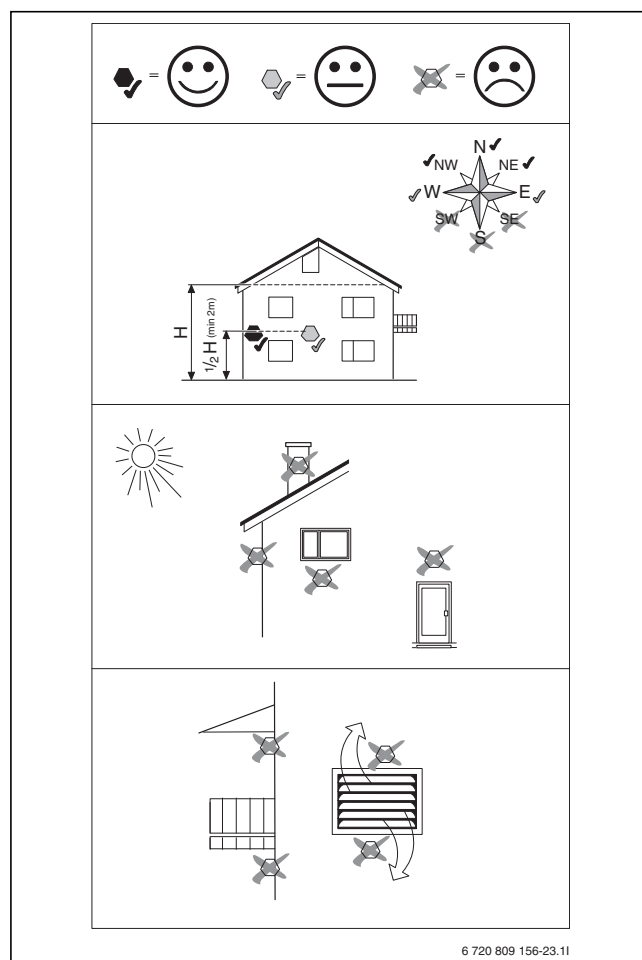 = = =
N
NW NE
W E
SW SE
S
H
1/2 H (min 2m)
6 720 809 156-23.1I